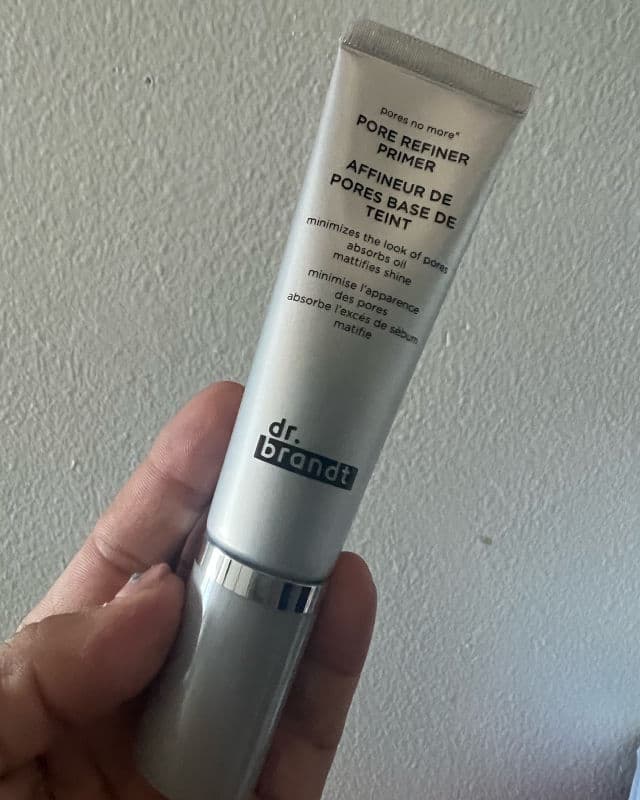 pores no more®
PORE REFINER
PRIMER
AFFINEUR DE
PORES BASE DE
TEINT
minimizes the look of pores
absorbs oil
mattifies shine
minimise l'apparence
des pores
absorbe l'excés de sébum
matifie
dr.
brandt